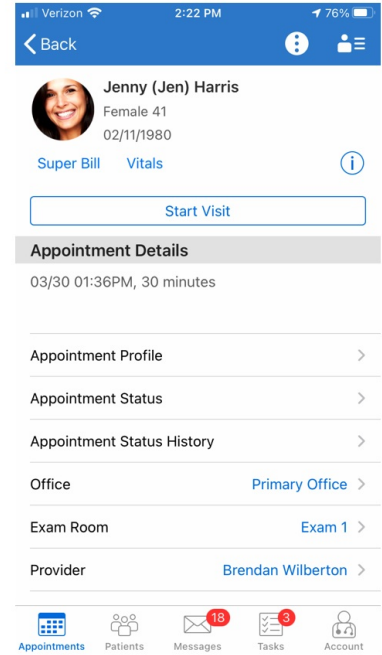 Verizon 2:22 PM 76%
Back
Jenny (Jen) Harris
Female 41
02/11/1980
Super Bill Vitals
Start Visit
Appointment Details
03/30 01:36PM, 30 minutes
Appointment Profile
Appointment Status
Appointment Status History
Office Primary Office
Exam Room Exam 1
Provider Brendan Wilberton
18 3
Appointments Patients Messages Tasks Account